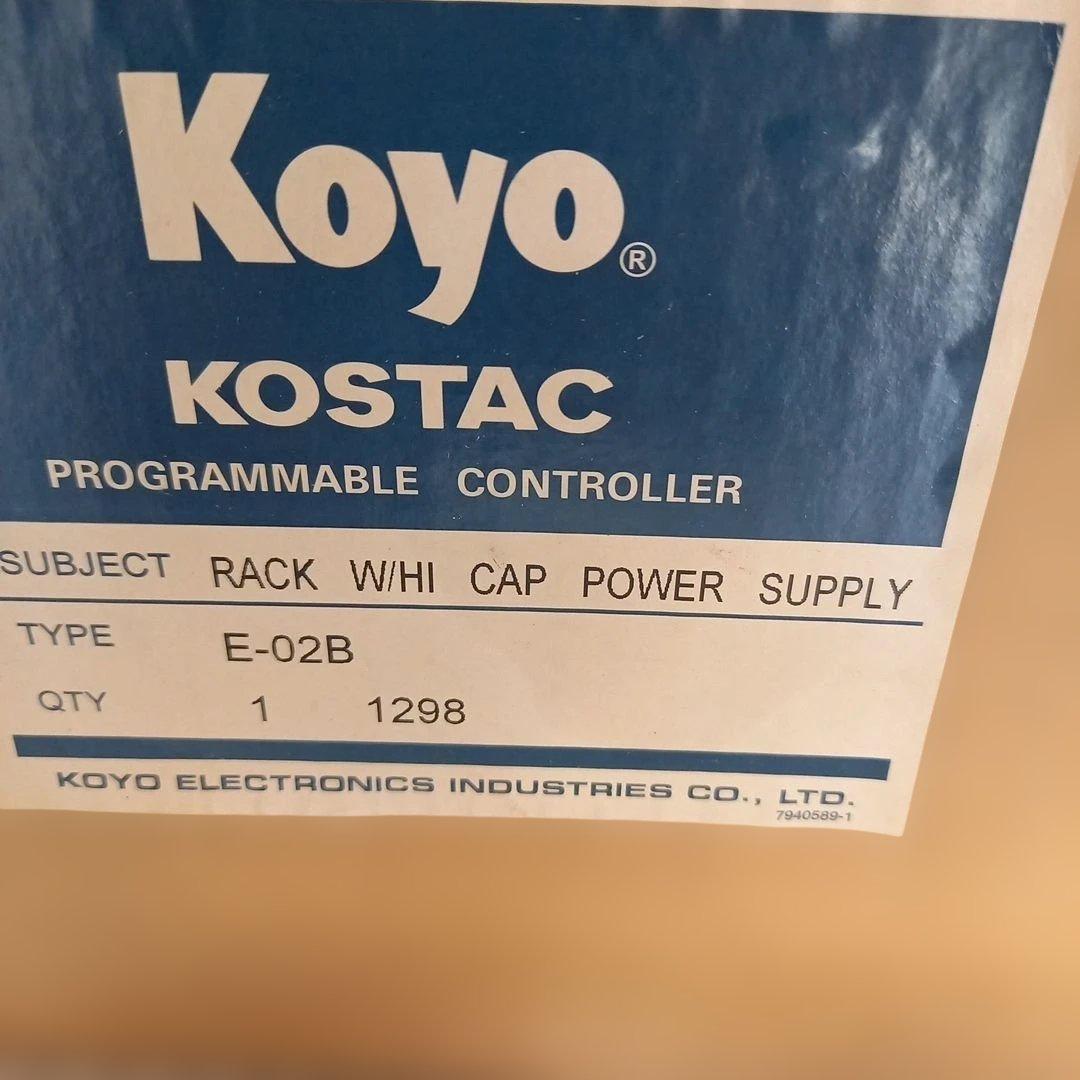 Koyo®
KOSTAC
PROGRAMMABLE CONTROLLER
SUBJECT RACK W/HI CAP POWER SUPPLY
TYPE E-02B
QTY 1 1298
KOYO ELECTRONICS INDUSTRIES CO., LTD.
7940589-1